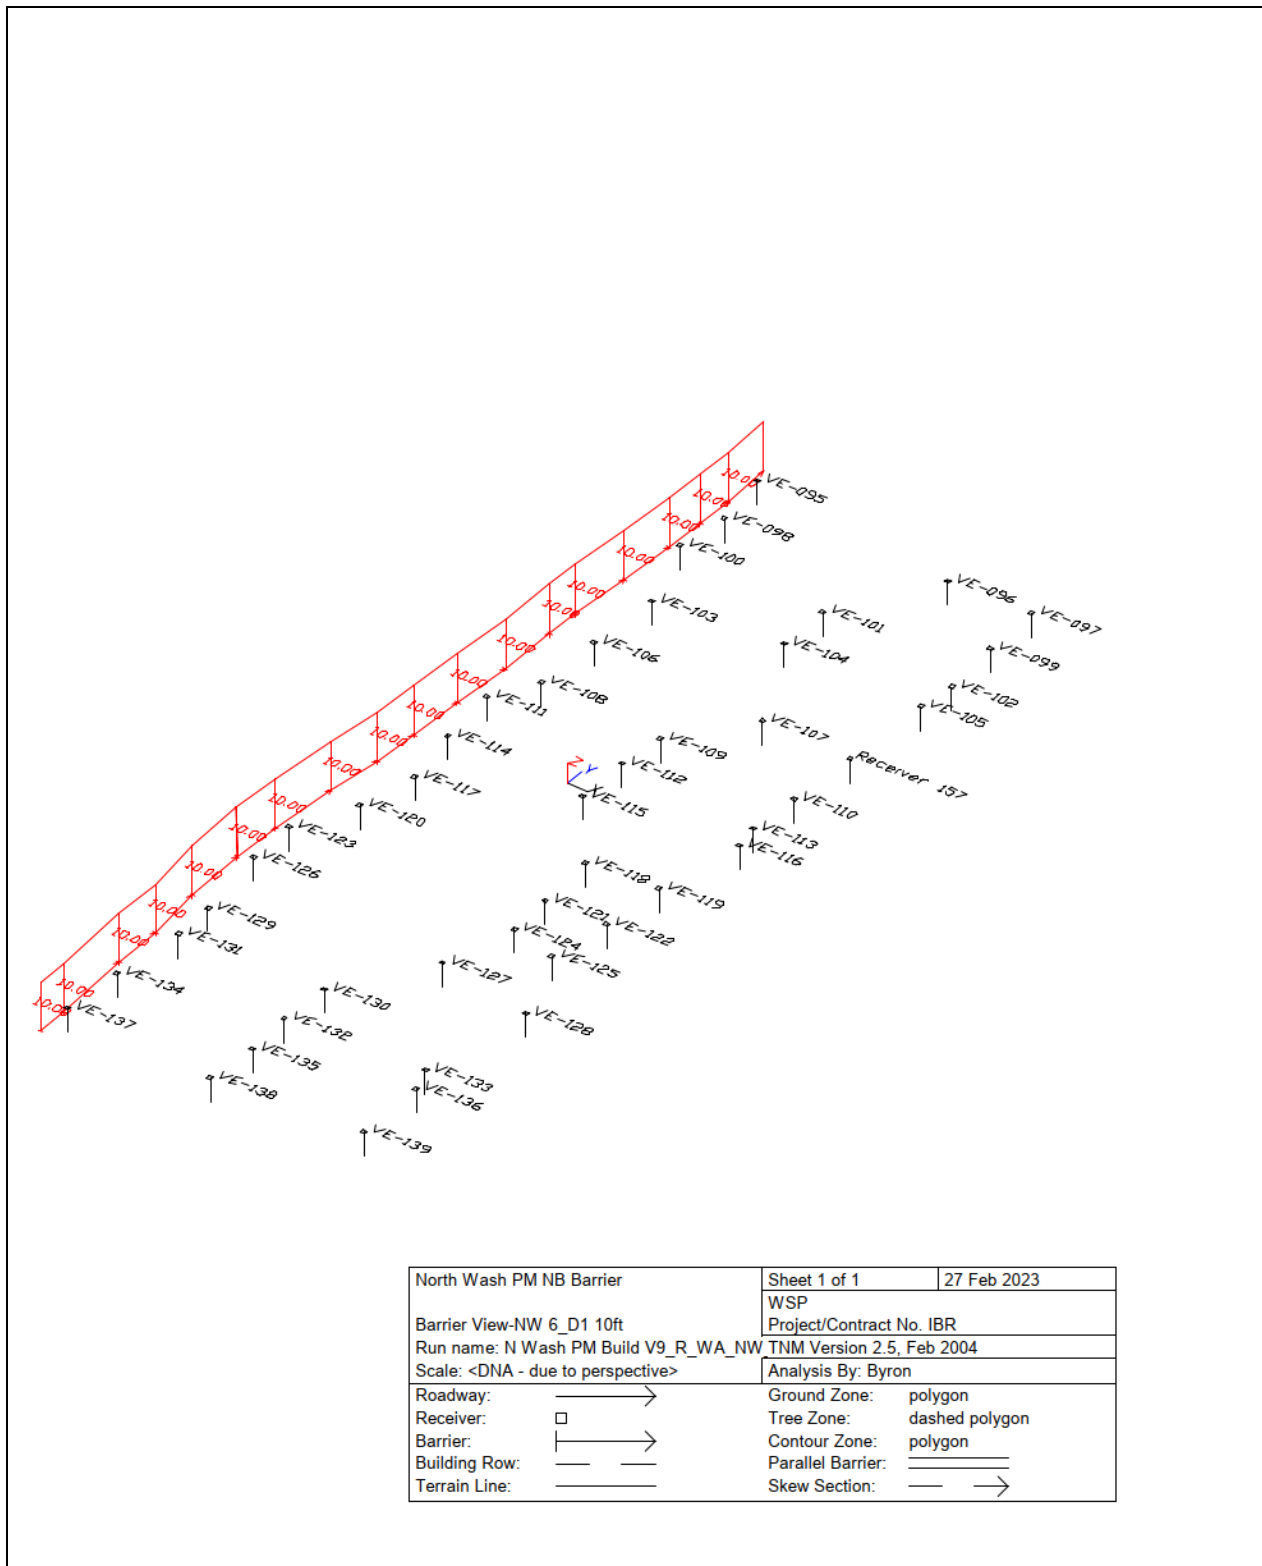 10.00
VE-095
10.00
VE-098
10.00
VE-100
10.00
VE-096
10.00
VE-103
VE-101
VE-097
10.00
VE-106
VE-104
VE-099
10.00
VE-108
VE-102
10.00
VE-111
VE-105
10.00
VE-107
VE-114
VE-109
10.00
Receiver 157
VE-112
Z
Y
X
VE-117
VE-115
10.00
VE-110
10.00
VE-120
VE-113
VE-123
VE-116
10.00
VE-126
VE-118
10.00
VE-119
VE-129
VE-121
10.00
VE-122
VE-131
VE-124
10.00
VE-125
VE-134
VE-127
10.00
VE-130
10.00
VE-137
VE-132
VE-128
VE-135
VE-133
VE-138
VE-136
VE-139
North Wash PM NB Barrier
Sheet 1 of 1
27 Feb 2023
WSP
Barrier View-NW 6_D1 10ft
Project/Contract No. IBR
Run name: N Wash PM Build V9_R_WA_NW
TNM Version 2.5, Feb 2004
Scale: <DNA - due to perspective>
Analysis By: Byron
Roadway:
Ground Zone: polygon
Receiver:
Tree Zone: dashed polygon
Barrier:
Contour Zone: polygon
Building Row:
Parallel Barrier:
Terrain Line:
Skew Section: